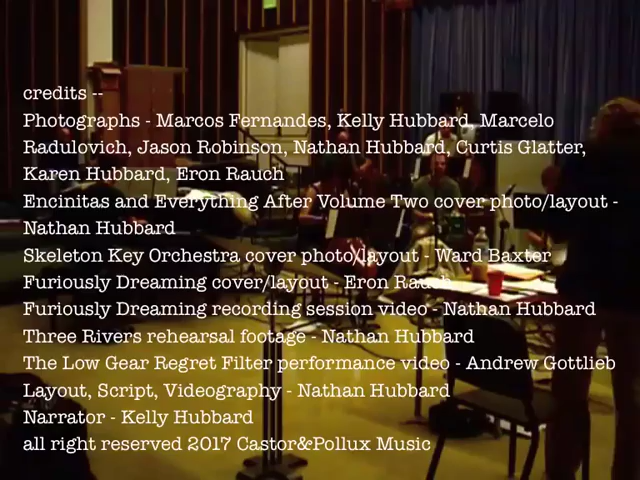 credits --
Photographs - Marcos Fernandes, Kelly Hubbard, Marcelo
Radulovich, Jason Robinson, Nathan Hubbard, Curtis Glatter,
Karen Hubbard, Eron Rauch
Encinitas and Everything After Volume Two cover photo/layout -
Nathan Hubbard
Skeleton Key Orchestra cover photo/layout - Ward Baxter
Furiously Dreaming cover/layout - Eron Rauch
Furiously Dreaming recording session video - Nathan Hubbard
Three Rivers rehearsal footage - Nathan Hubbard
The Low Gear Regret Filter performance video - Andrew Gottlieb
Layout, Script, Videography - Nathan Hubbard
Narrator - Kelly Hubbard
all right reserved 2017 Castor&Pollux Music